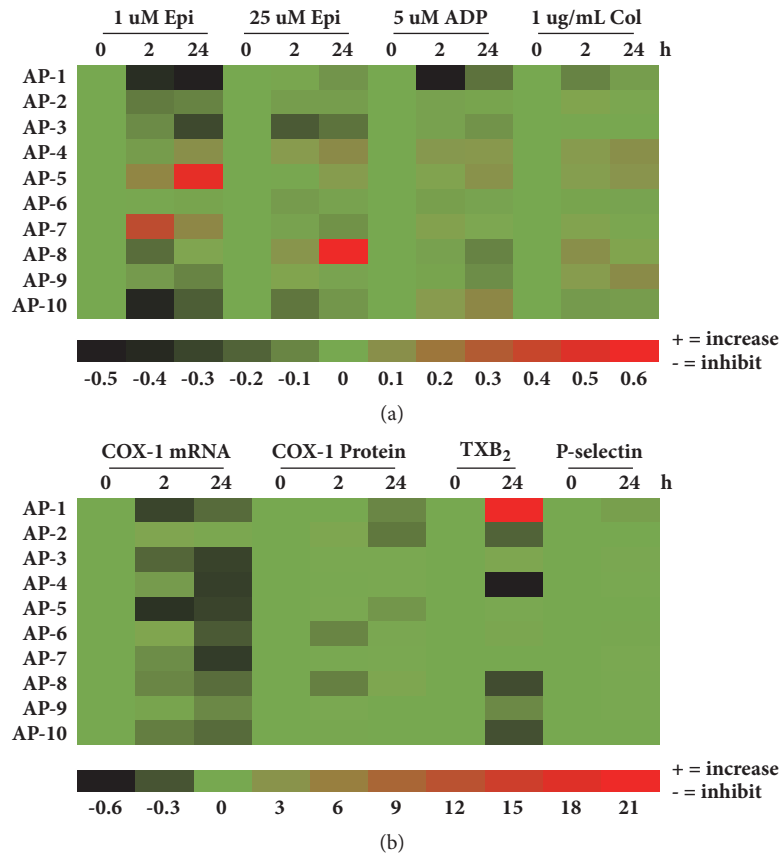 1 uM Epi 25 uM Epi 5 uM ADP 1 ug/mL Col
0 2 24 0 2 24 0 2 24 0 2 24 h
AP-1
AP-2
AP-3
AP-4
AP-5
AP-6
AP-7
AP-8
AP-9
AP-10
+ = increase
-0.5 -0.4 -0.3 -0.2 -0.1 0 0.1 0.2 0.3 0.4 0.5 0.6 - = inhibit
(a)
COX-1 mRNA COX-1 Protein TXB₂ P-selectin
0 2 24 0 2 24 0 24 0 24 h
AP-1
AP-2
AP-3
AP-4
AP-5
AP-6
AP-7
AP-8
AP-9
AP-10
+ = increase
-0.6 -0.3 0 3 6 9 12 15 18 21 - = inhibit
(b)